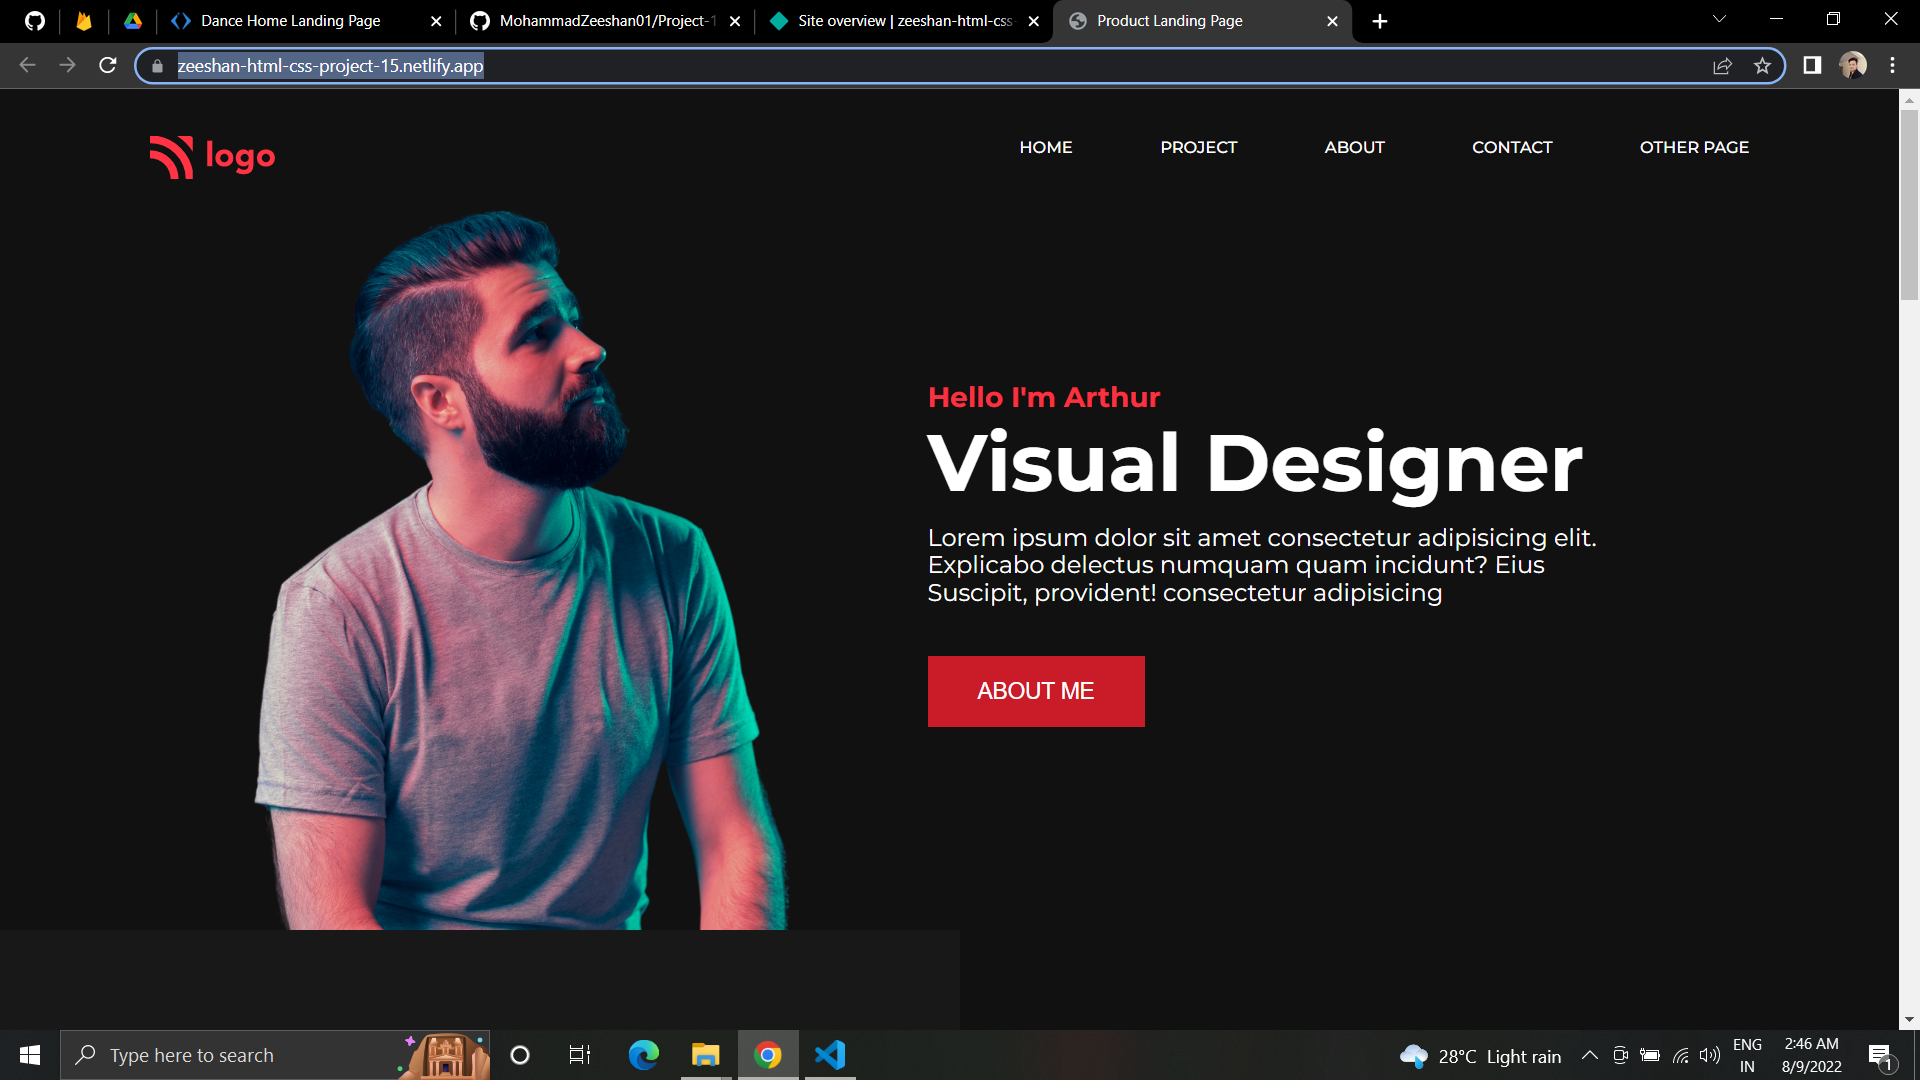 Dance Home Landing Page
MohammadZeeshan01/Project-1
Site overview | zeeshan-html-css-
Product Landing Page
zeeshan-html-css-project-15.netlify.app
logo
HOME
PROJECT
ABOUT
CONTACT
OTHER PAGE
Hello I'm Arthur
Visual Designer
Lorem ipsum dolor sit amet consectetur adipisicing elit.
Explicabo delectus numquam quam incidunt? Eius
Suscipit, provident! consectetur adipisicing
ABOUT ME
Type here to search
28°C Light rain
ENG
IN
2:46 AM
8/9/2022
1